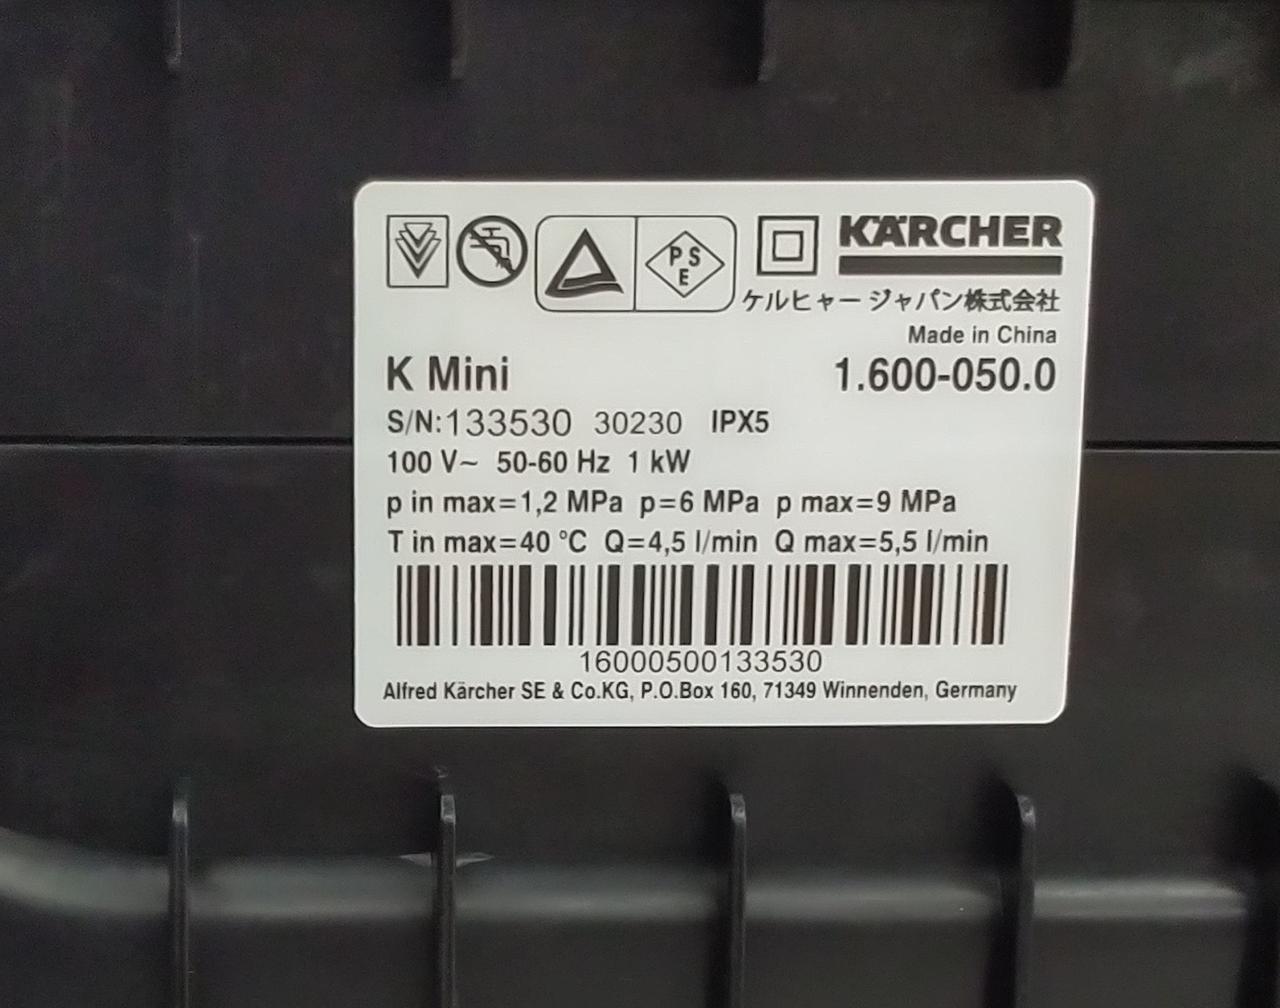 PSE
KÄRCHER
ケルヒャー ジャパン株式会社
Made in China
K Mini 1.600-050.0
S/N:133530 30230 IPX5
100 V~ 50-60 Hz 1 kW
p in max=1,2 MPa p=6 MPa p max=9 MPa
T in max=40 °C Q=4,5 l/min Q max=5,5 l/min
16000500133530
Alfred Kärcher SE & Co.KG, P.O.Box 160, 71349 Winnenden, Germany